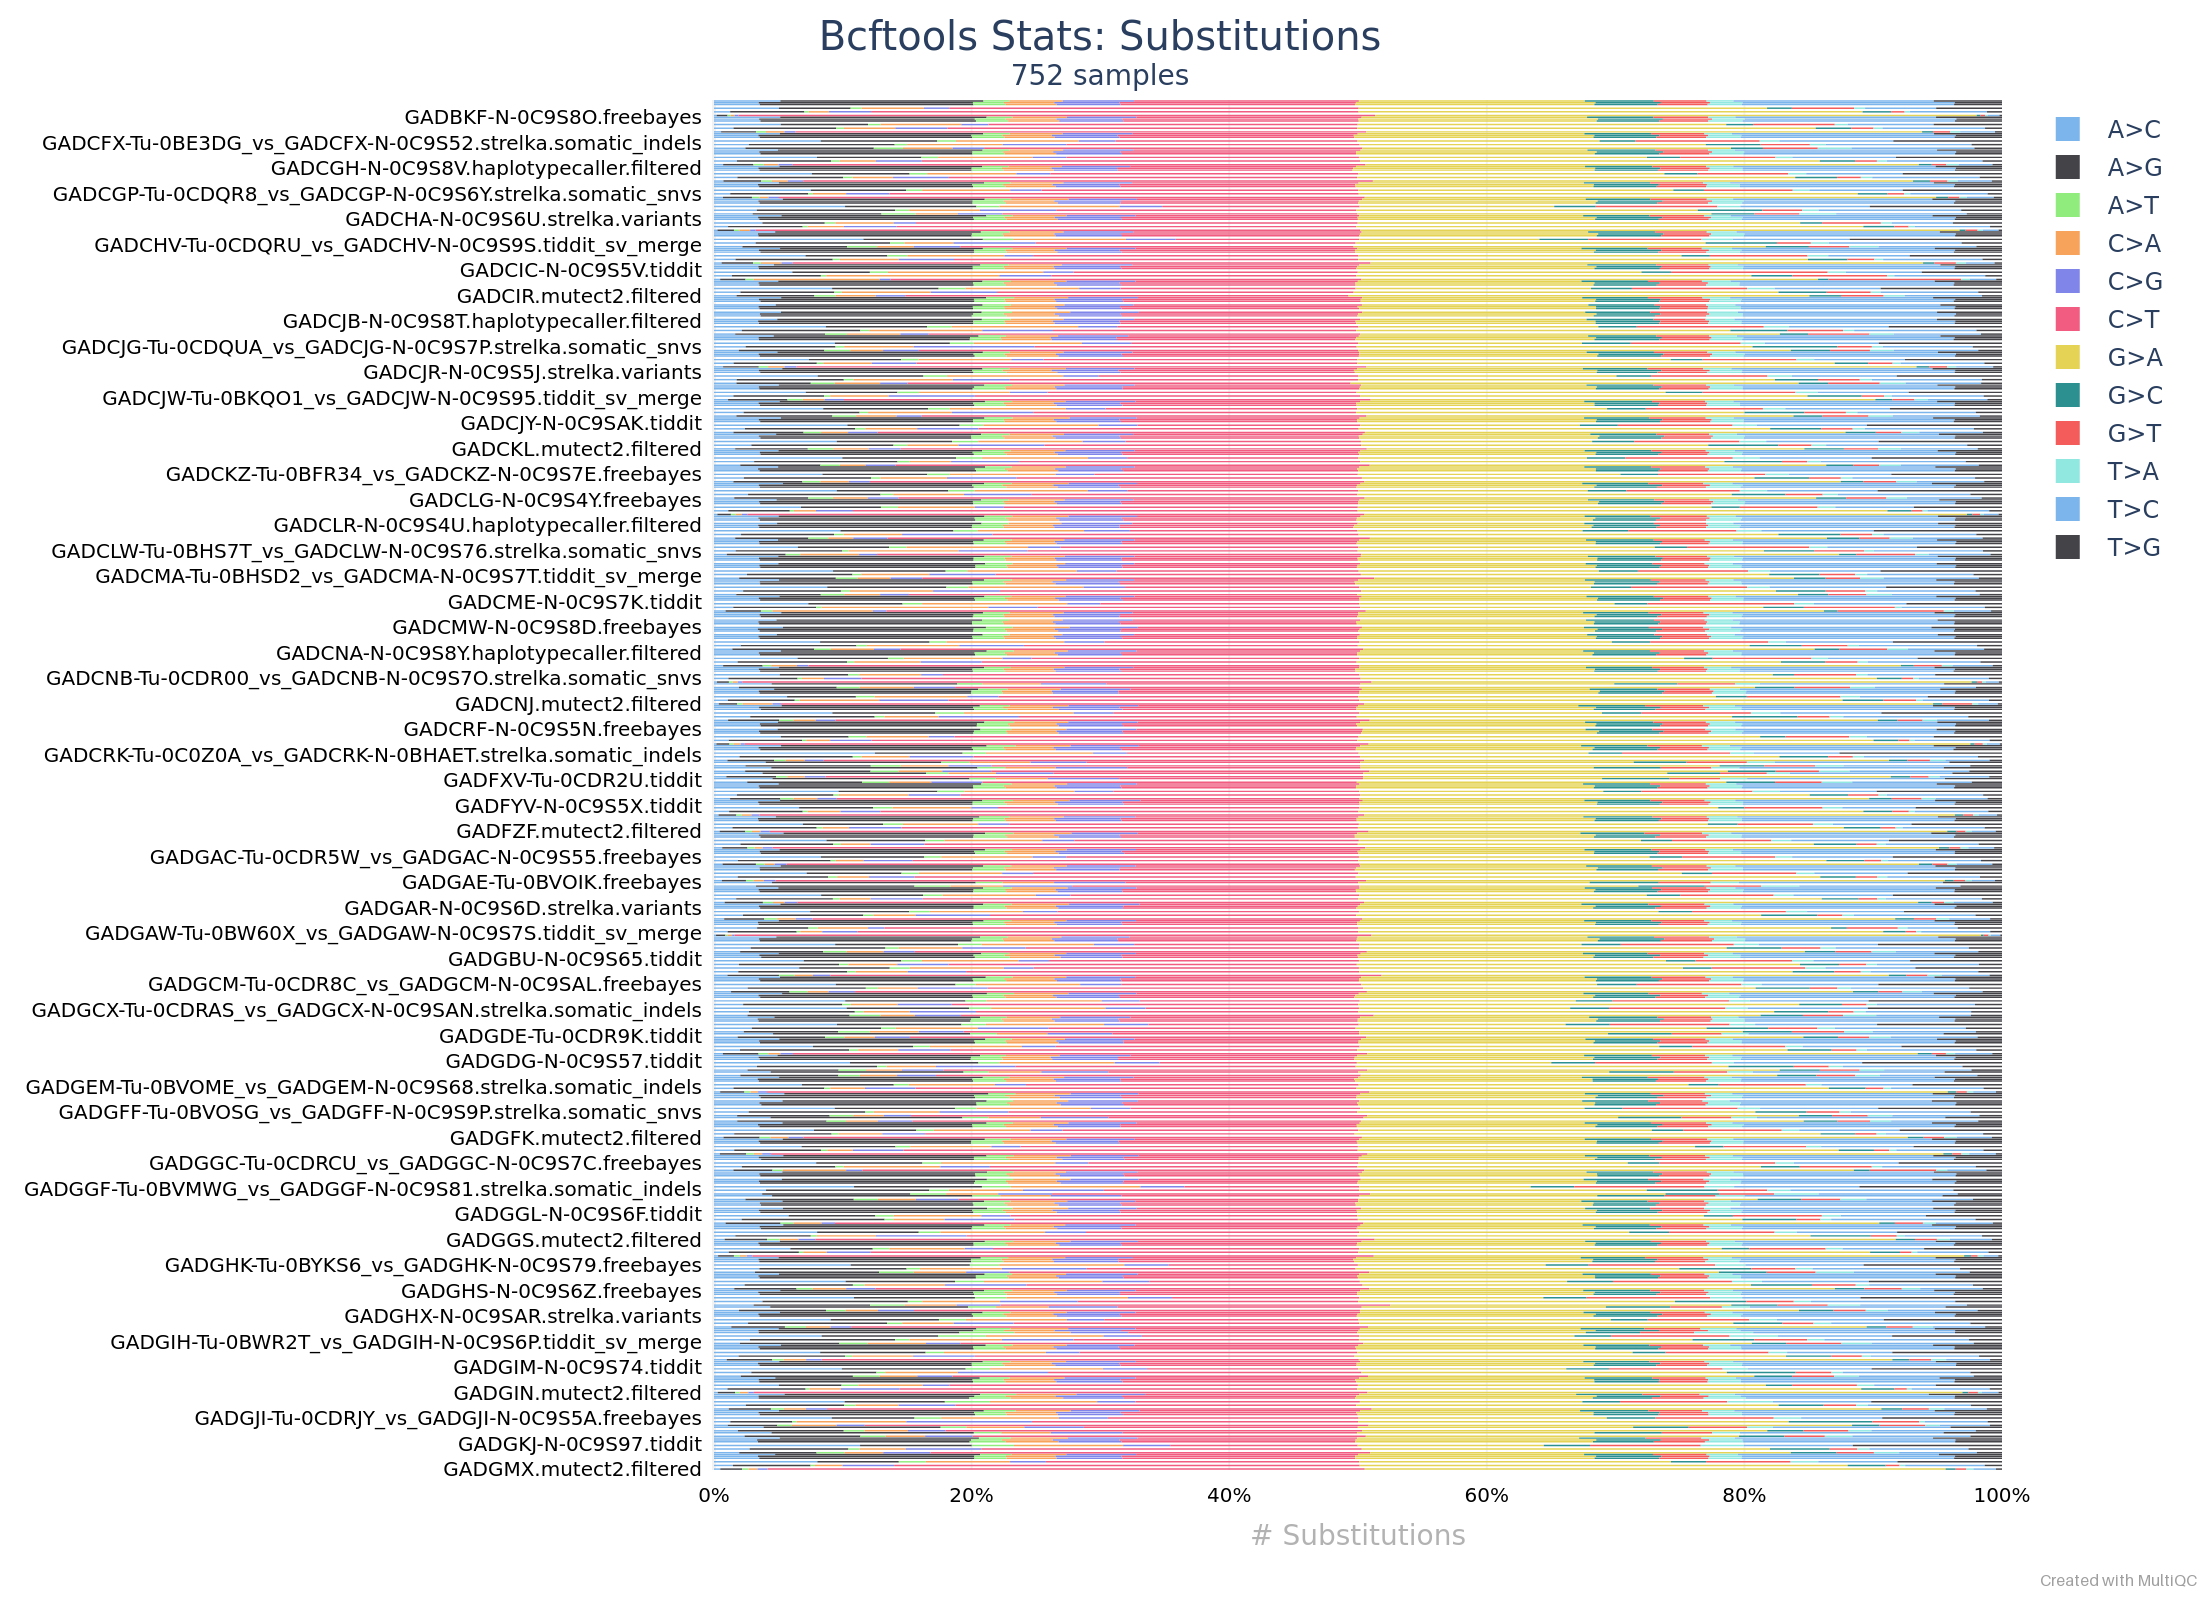 Bcftools Stats: Substitutions
752 samples
GADBKF-N-0C9S8O.freebayes
GADCFX-Tu-0BE3DG_vs_GADCFX-N-0C9S52.strelka.somatic_indels
GADCGH-N-0C9S8V.haplotypecaller.filtered
GADCGP-Tu-0CDQR8_vs_GADCGP-N-0C9S6Y.strelka.somatic_snvs
GADCHA-N-0C9S6U.strelka.variants
GADCHV-Tu-0CDQRU_vs_GADCHV-N-0C9S9S.tiddit_sv_merge
GADCIC-N-0C9S5V.tiddit
GADCIR.mutect2.filtered
GADCJB-N-0C9S8T.haplotypecaller.filtered
GADCJG-Tu-0CDQUA_vs_GADCJG-N-0C9S7P.strelka.somatic_snvs
GADCJR-N-0C9S5J.strelka.variants
GADCJW-Tu-0BKQO1_vs_GADCJW-N-0C9S95.tiddit_sv_merge
GADCJY-N-0C9SAK.tiddit
GADCKL.mutect2.filtered
GADCKZ-Tu-0BFR34_vs_GADCKZ-N-0C9S7E.freebayes
GADCLG-N-0C9S4Y.freebayes
GADCLR-N-0C9S4U.haplotypecaller.filtered
GADCLW-Tu-0BHS7T_vs_GADCLW-N-0C9S76.strelka.somatic_snvs
GADCMA-Tu-0BHSD2_vs_GADCMA-N-0C9S7T.tiddit_sv_merge
GADCME-N-0C9S7K.tiddit
GADCMW-N-0C9S8D.freebayes
GADCNA-N-0C9S8Y.haplotypecaller.filtered
GADCNB-Tu-0CDR00_vs_GADCNB-N-0C9S7O.strelka.somatic_snvs
GADCNJ.mutect2.filtered
GADCRF-N-0C9S5N.freebayes
GADCRK-Tu-0C0Z0A_vs_GADCRK-N-0BHAET.strelka.somatic_indels
GADFXV-Tu-0CDR2U.tiddit
GADFYV-N-0C9S5X.tiddit
GADFZF.mutect2.filtered
GADGAC-Tu-0CDR5W_vs_GADGAC-N-0C9S55.freebayes
GADGAE-Tu-0BVOIK.freebayes
GADGAR-N-0C9S6D.strelka.variants
GADGAW-Tu-0BW60X_vs_GADGAW-N-0C9S7S.tiddit_sv_merge
GADGBU-N-0C9S65.tiddit
GADGCM-Tu-0CDR8C_vs_GADGCM-N-0C9SAL.freebayes
GADGCX-Tu-0CDRAS_vs_GADGCX-N-0C9SAN.strelka.somatic_indels
GADGDE-Tu-0CDR9K.tiddit
GADGDG-N-0C9S57.tiddit
GADGEM-Tu-0BVOME_vs_GADGEM-N-0C9S68.strelka.somatic_indels
GADGFF-Tu-0BVOSG_vs_GADGFF-N-0C9S9P.strelka.somatic_snvs
GADGFK.mutect2.filtered
GADGGC-Tu-0CDRCU_vs_GADGGC-N-0C9S7C.freebayes
GADGGF-Tu-0BVMWG_vs_GADGGF-N-0C9S81.strelka.somatic_indels
GADGGL-N-0C9S6F.tiddit
GADGGS.mutect2.filtered
GADGHK-Tu-0BYKS6_vs_GADGHK-N-0C9S79.freebayes
GADGHS-N-0C9S6Z.freebayes
GADGHX-N-0C9SAR.strelka.variants
GADGIH-Tu-0BWR2T_vs_GADGIH-N-0C9S6P.tiddit_sv_merge
GADGIM-N-0C9S74.tiddit
GADGIN.mutect2.filtered
GADGJI-Tu-0CDRJY_vs_GADGJI-N-0C9S5A.freebayes
GADGKJ-N-0C9S97.tiddit
GADGMX.mutect2.filtered
0% 20% 40% 60% 80% 100%
# Substitutions
A>C
A>G
A>T
C>A
C>G
C>T
G>A
G>C
G>T
T>A
T>C
T>G
Created with MultiQC